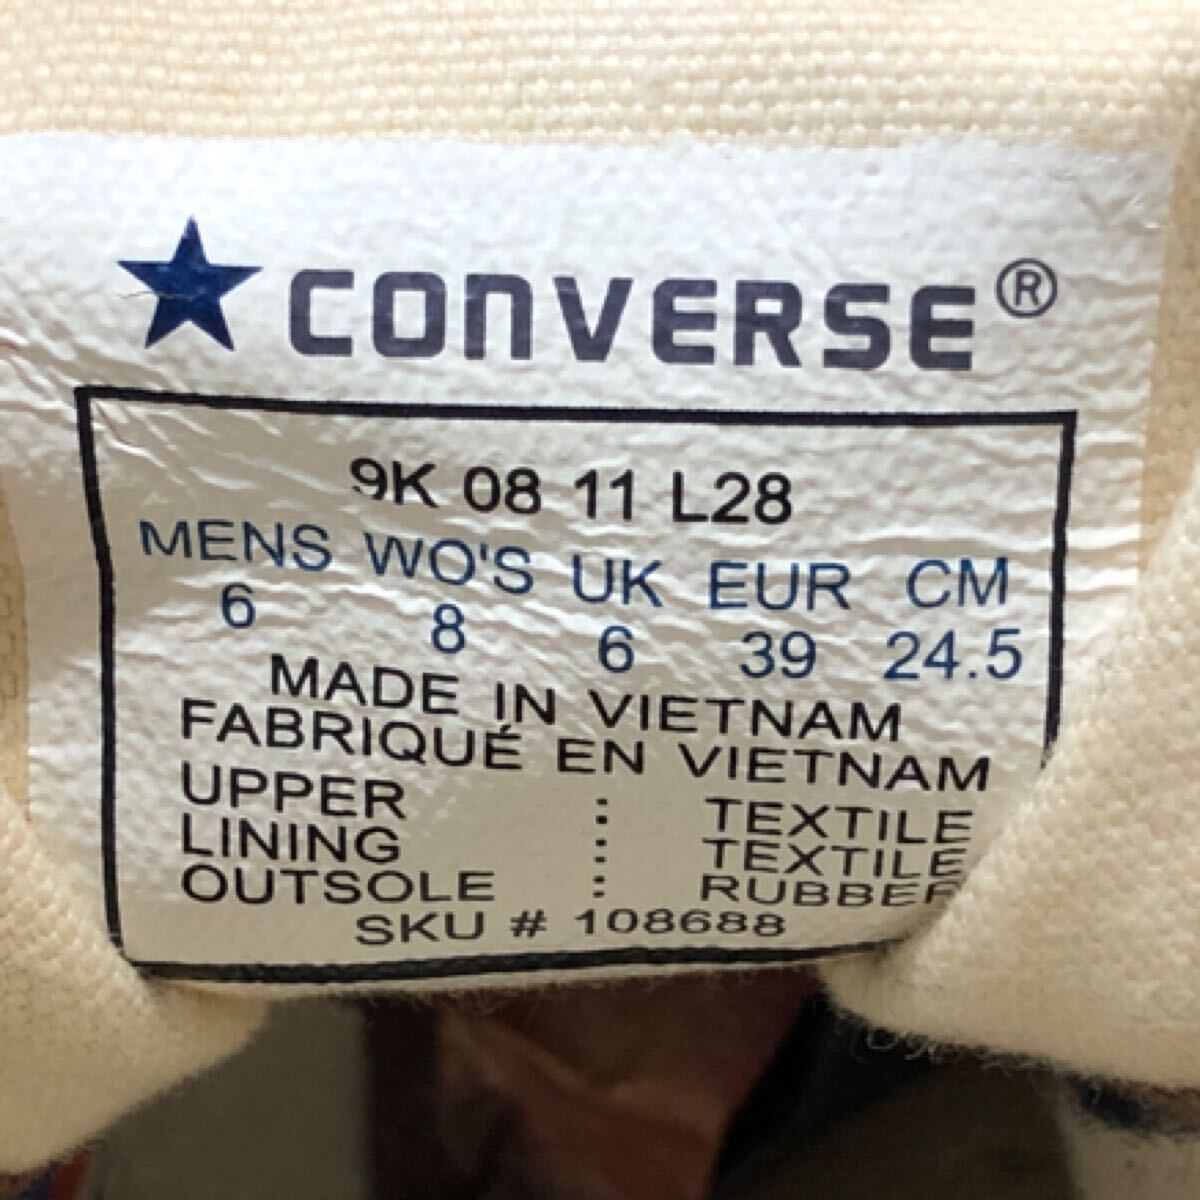 CONVERSE®
9K 08 11 L28
MENS WO'S UK EUR CM
6 8 6 39 24.5
MADE IN VIETNAM
FABRIQUÉ EN VIETNAM
UPPER : TEXTILE
LINING : TEXTILE
OUTSOLE : RUBBER
SKU # 108688